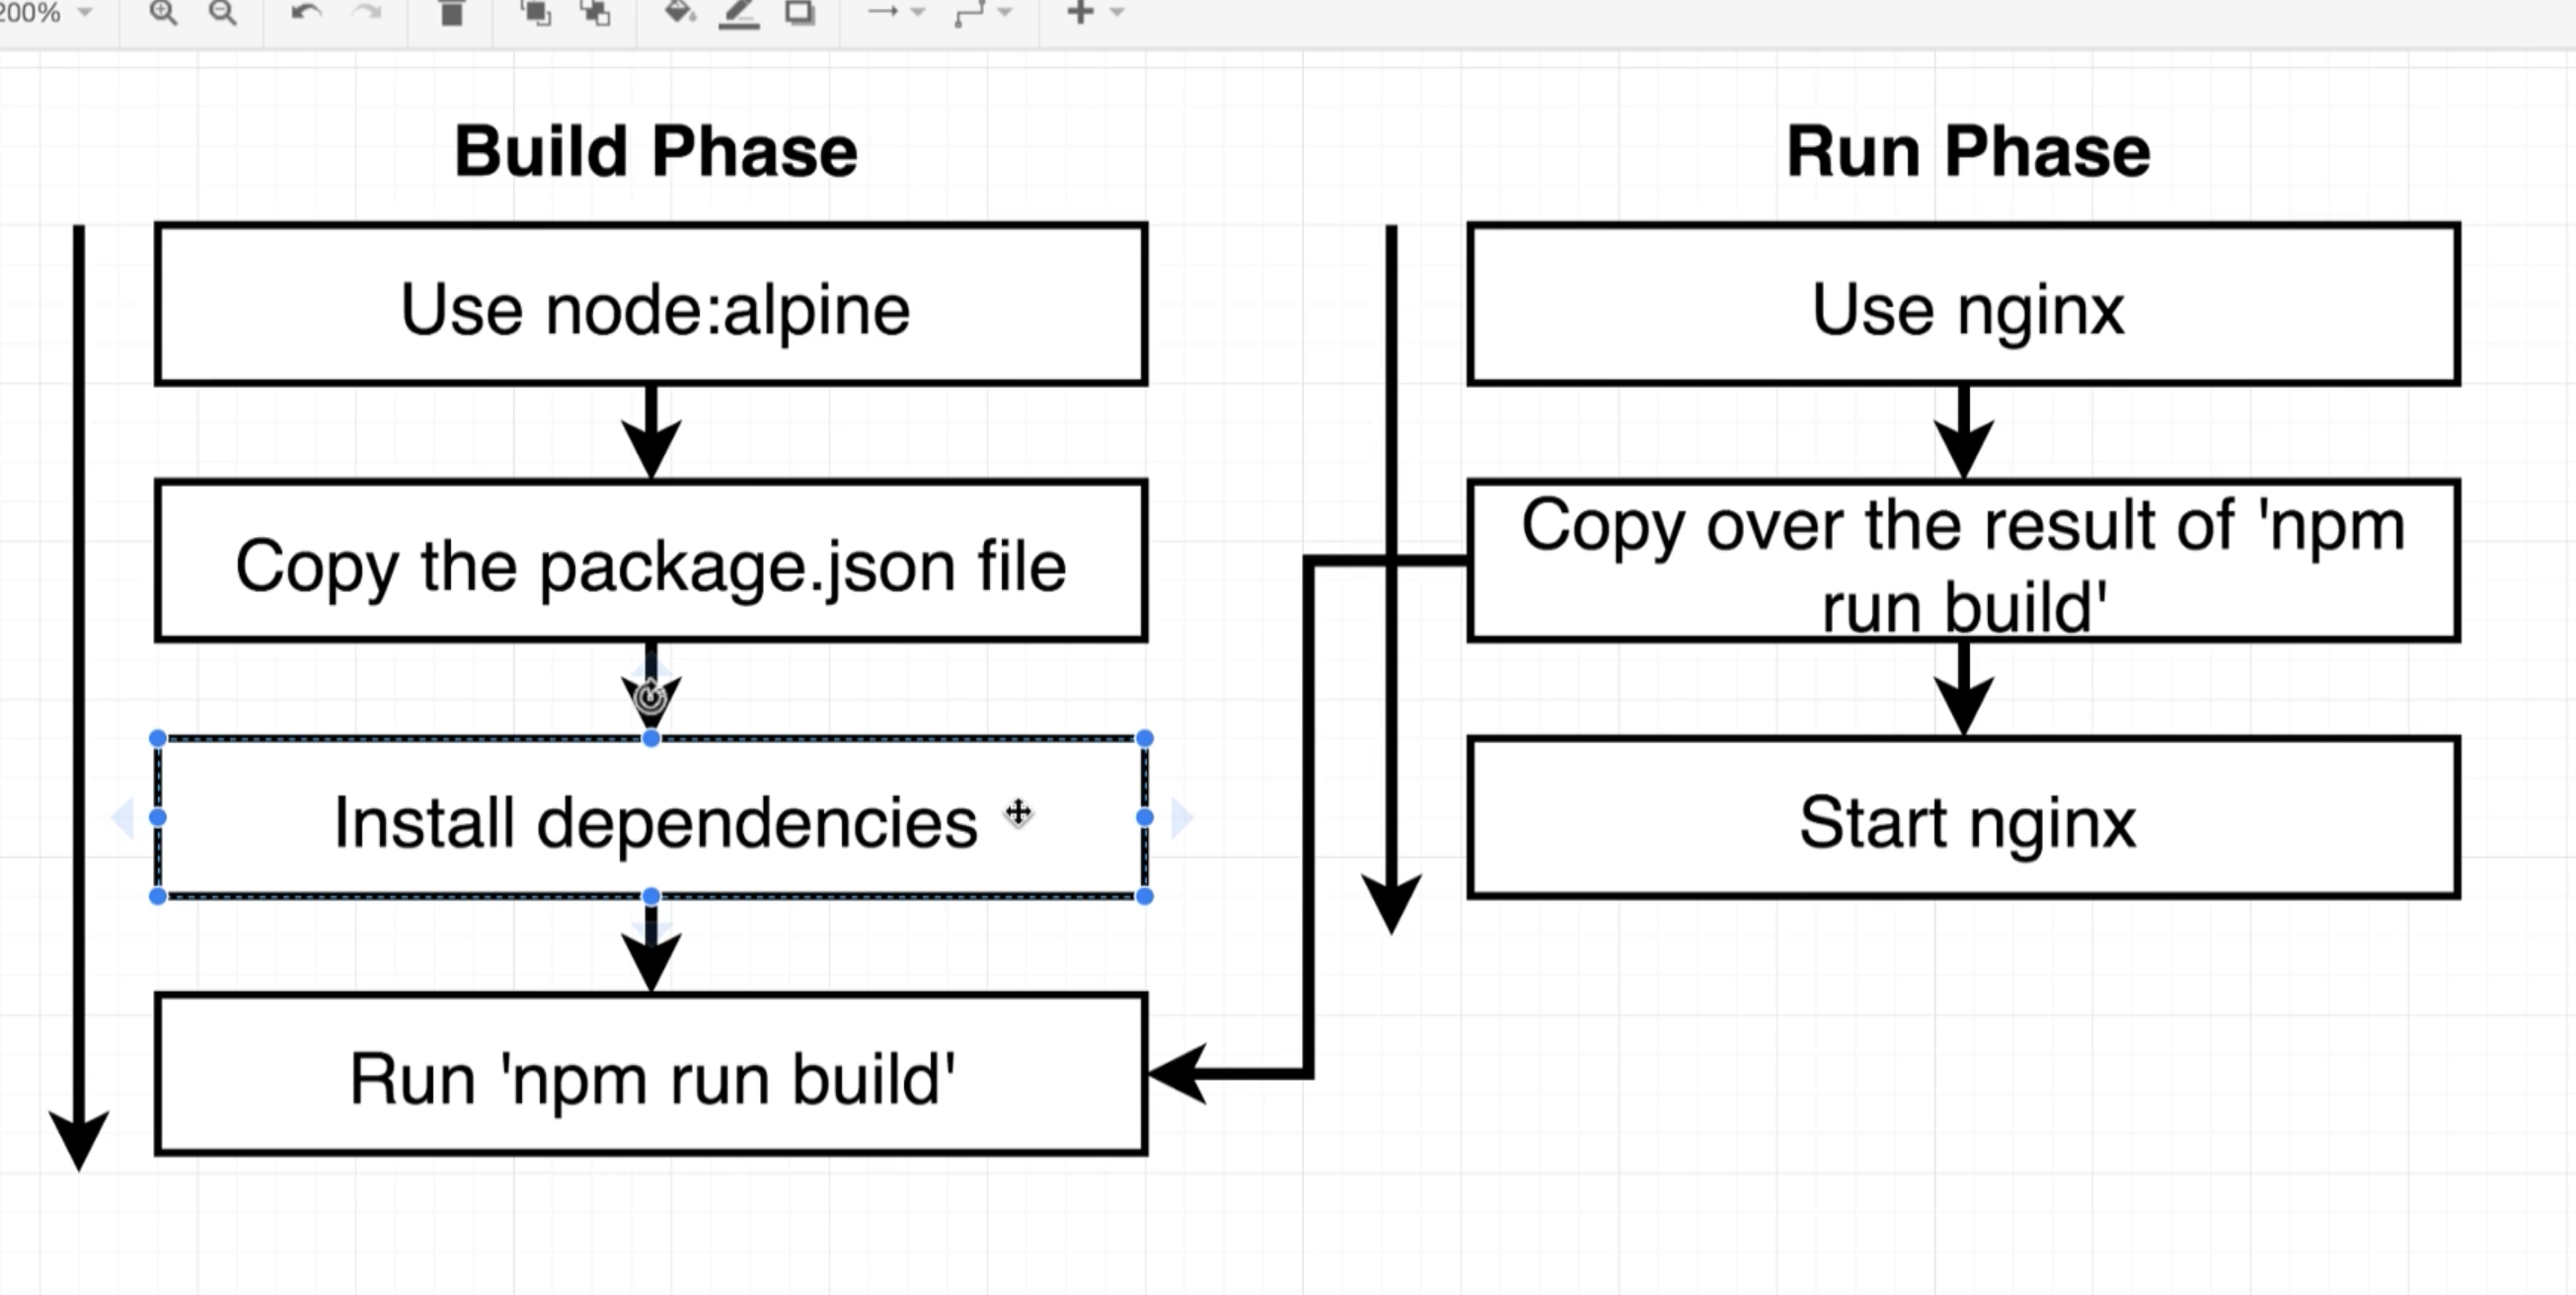 200%
Build Phase
Use node:alpine
Copy the package.json file
Install dependencies
Run 'npm run build'
Run Phase
Use nginx
Copy over the result of 'npm
run build'
Start nginx